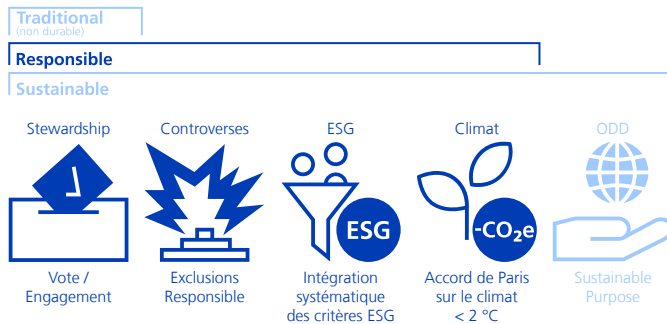 Traditional
(non durable)
Responsible
Sustainable
Stewardship
Controverses
ESG
Climat
ODD
ESG
-CO₂e
Vote /
Engagement
Exclusions
Responsible
Intégration
systématique
des critères ESG
Accord de Paris
sur le climat
< 2 °C
Sustainable
Purpose